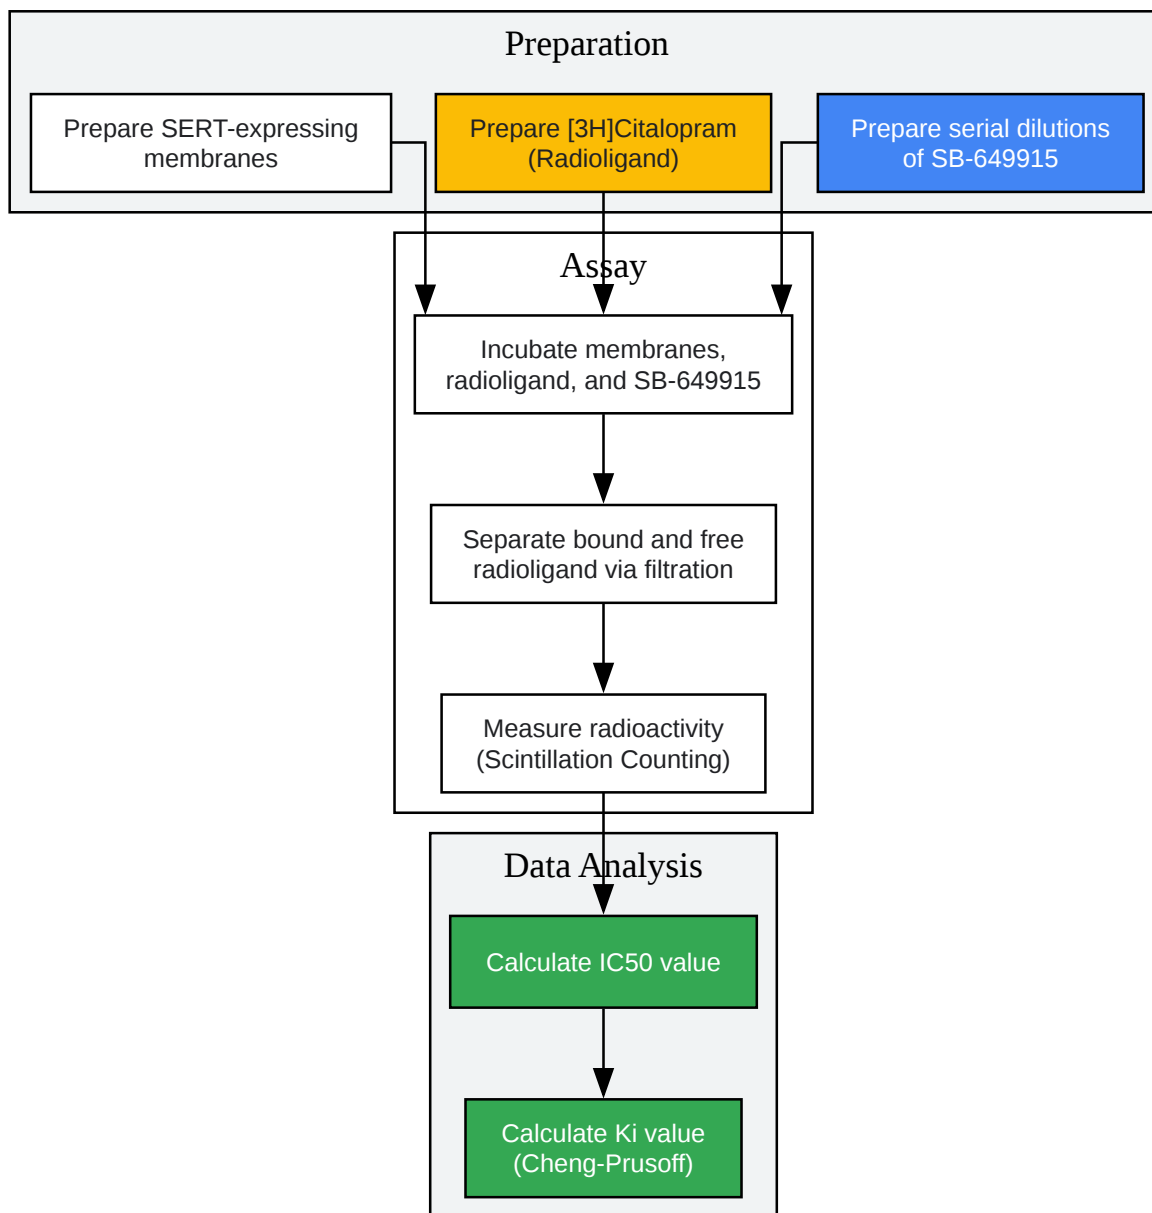 Preparation
Prepare SERT-expressing
membranes
Prepare [3H]Citalopram
(Radioligand)
Prepare serial dilutions
of SB-649915
Assay
Incubate membranes,
radioligand, and SB-649915
Separate bound and free
radioligand via filtration
Measure radioactivity
(Scintillation Counting)
Data Analysis
Calculate IC50 value
Calculate Ki value
(Cheng-Prusoff)